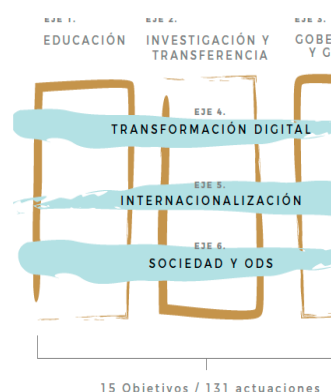 EJE 1.
EJE 2.
EJE 3.
EDUCACIÓN
INVESTIGACIÓN Y
TRANSFERENCIA
GOBE
Y G
EJE 4.
TRANSFORMACIÓN DIGITAL
EJE 5.
INTERNACIONALIZACIÓN
EJE 6.
SOCIEDAD Y ODS
15 Objetivos / 131 actuaciones